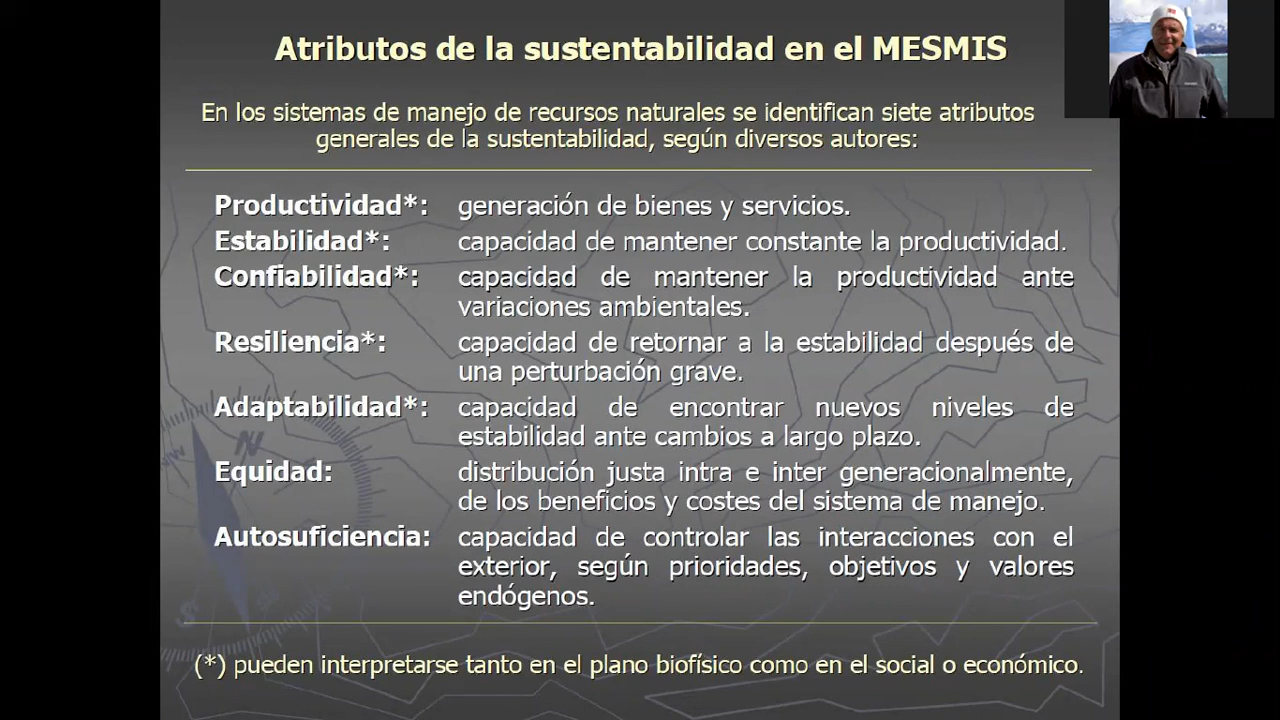 Atributos de la sustentabilidad en el MESMIS
En los sistemas de manejo de recursos naturales se identifican siete atributos
generales de la sustentabilidad, según diversos autores:
Productividad*: generación de bienes y servicios.
Estabilidad*: capacidad de mantener constante la productividad.
Confiabilidad*: capacidad de mantener la productividad ante
variaciones ambientales.
Resiliencia*: capacidad de retornar a la estabilidad después de
una perturbación grave.
Adaptabilidad*: capacidad de encontrar nuevos niveles de
estabilidad ante cambios a largo plazo.
Equidad: distribución justa intra e inter generacionalmente,
de los beneficios y costes del sistema de manejo.
Autosuficiencia: capacidad de controlar las interacciones con el
exterior, según prioridades, objetivos y valores
endógenos.
(*) pueden interpretarse tanto en el plano biofísico como en el social o económico.